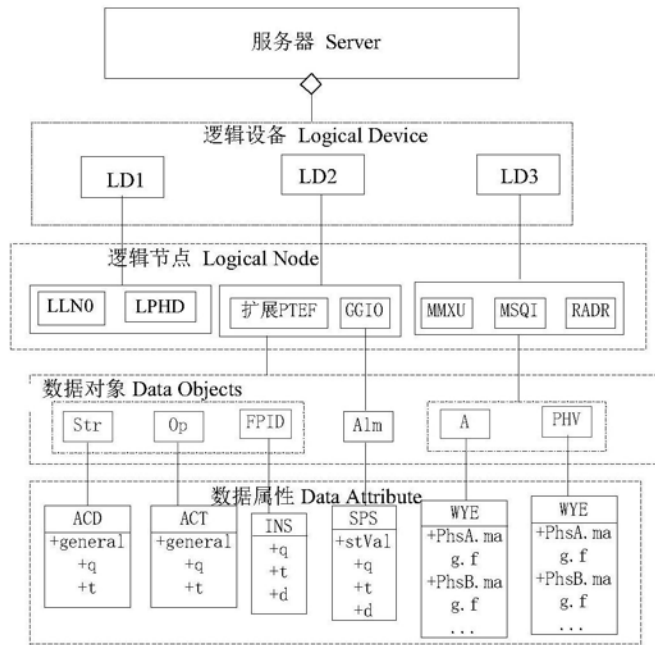 服务器 Server
逻辑设备 Logical Device
LD1
LD2
LD3
逻辑节点 Logical Node
LLN0
LPHD
扩展PTEF
GGIO
MMXU
MSQI
RADR
数据对象 Data Objects
Str
Op
FPID
Alm
A
PHV
数据属性 Data Attribute
ACD
+general
+q
+t
ACT
+general
+q
+t
INS
+q
+t
+d
SPS
+stVal
+q
+t
+d
WYE
+PhsA.ma
g.f
+PhsB.ma
g.f
...
WYE
+PhsA.ma
g.f
+PhsB.ma
g.f
...